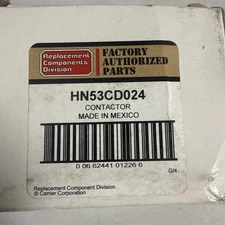 Replacement
Components
Division
FACTORY
AUTHORIZED
PARTS
HN53CD024
CONTACTOR
MADE IN MEXICO
0 06 62441 01226 6
G/4
Replacement Component Division
© Carrier Corporation